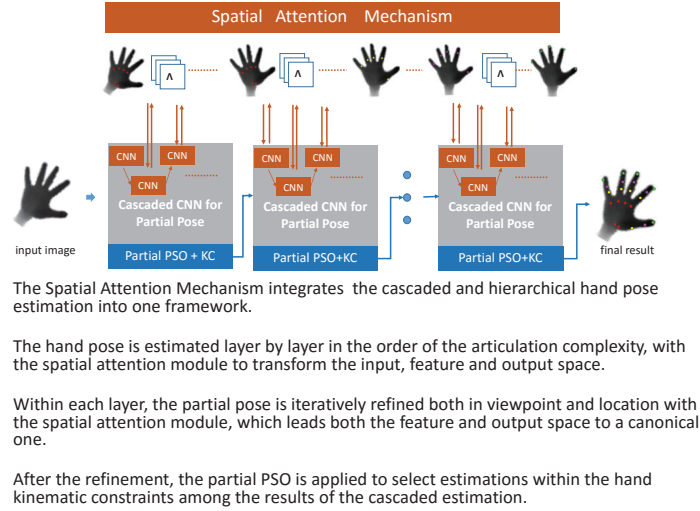 Spatial Attention Mechanism
Λ
Λ
Λ
CNN
CNN
CNN
CNN
CNN
CNN
CNN
CNN
CNN
Cascaded CNN for
Partial Pose
Cascaded CNN for
Partial Pose
Cascaded CNN for
Partial Pose
Partial PSO + KC
Partial PSO+KC
Partial PSO+KC
input image
final result
The Spatial Attention Mechanism integrates the cascaded and hierarchical hand pose
estimation into one framework.
The hand pose is estimated layer by layer in the order of the articulation complexity, with
the spatial attention module to transform the input, feature and output space.
Within each layer, the partial pose is iteratively refined both in viewpoint and location with
the spatial attention module, which leads both the feature and output space to a canonical
one.
After the refinement, the partial PSO is applied to select estimations within the hand
kinematic constraints among the results of the cascaded estimation.